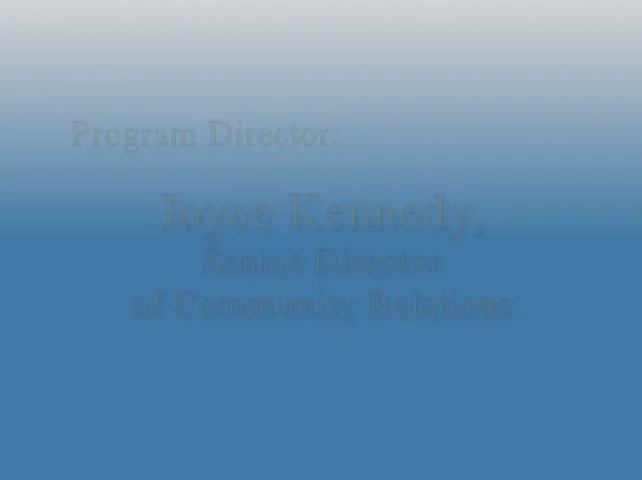 Program Director:
Joyce Kennedy,
Senior Director
of Community Relations